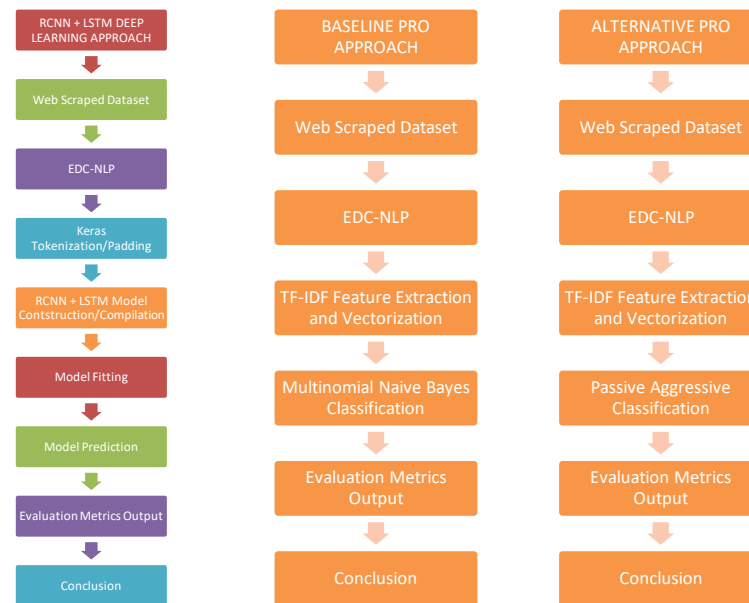 RCNN + LSTM DEEP
LEARNING APPROACH
Web Scraped Dataset
EDC-NLP
Keras
Tokenization/Padding
RCNN + LSTM Model
Contstruction/Compilation
Model Fitting
Model Prediction
Evaluation Metrics Output
Conclusion
BASELINE PRO
APPROACH
Web Scraped Dataset
EDC-NLP
TF-IDF Feature Extraction
and Vectorization
Multinomial Naive Bayes
Classification
Evaluation Metrics
Output
Conclusion
ALTERNATIVE PRO
APPROACH
Web Scraped Dataset
EDC-NLP
TF-IDF Feature Extraction
and Vectorization
Passive Aggressive
Classification
Evaluation Metrics
Output
Conclusion